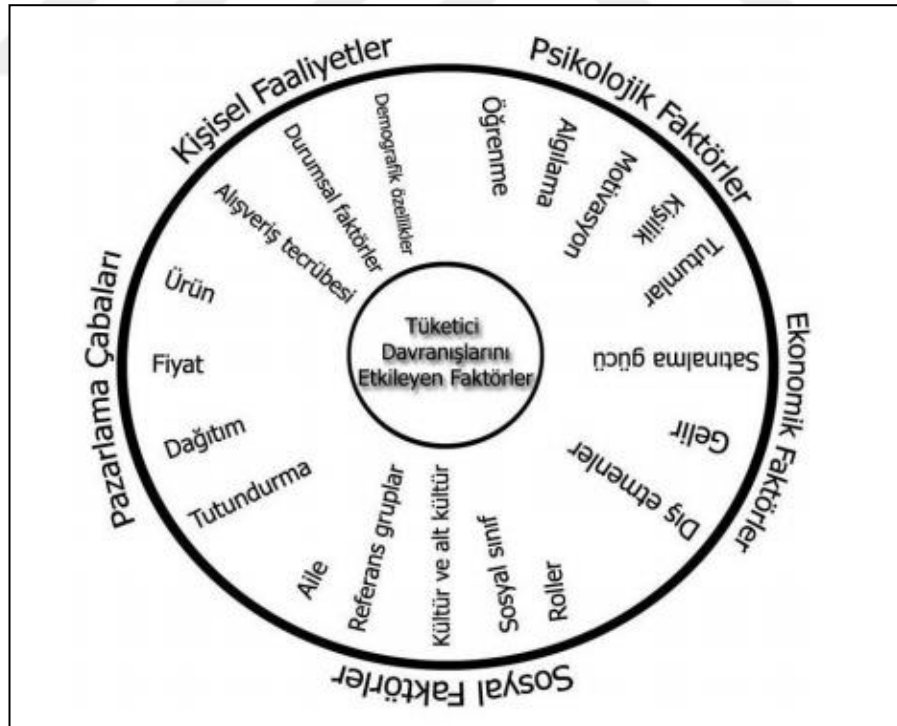 Kişisel Faaliyetler
Demografik özellikler
Durumsal faktörler
Alışveriş tecrübesi
Psikolojik Faktörler
Öğrenme
Algılama
Motivasyon
Kişilik
Tutumlar
Ekonomik Faktörler
Satınalma gücü
Gelir
Dış etmenler
Sosyal Faktörler
Roller
Sosyal sınıf
Kültür ve alt kültür
Referans gruplar
Aile
Pazarlama Çabaları
Ürün
Fiyat
Dağıtım
Tutundurma
Tüketici
Davranışlarını
Etkileyen Faktörler